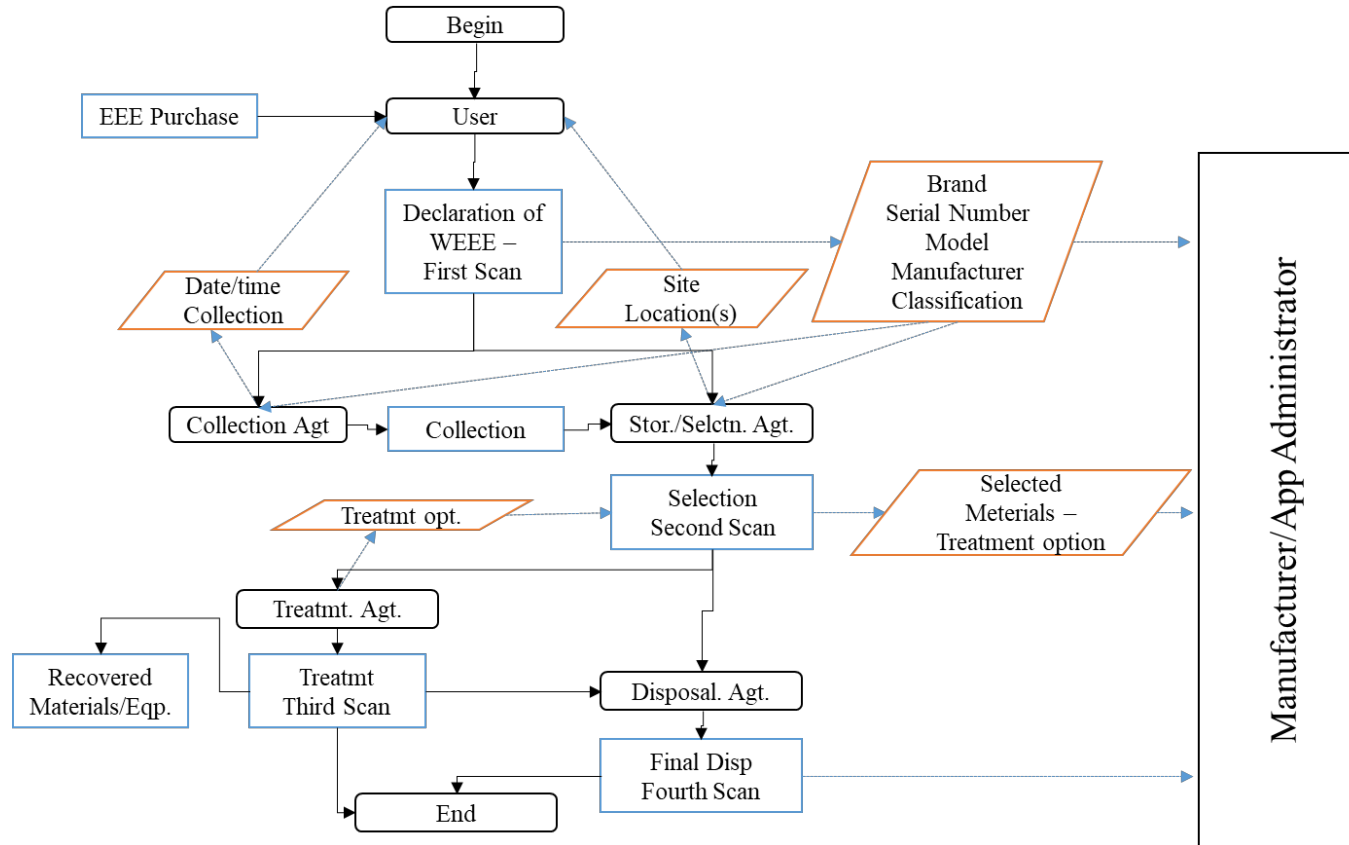 Begin
EEE Purchase
User
Declaration of
WEEE –
First Scan
Brand
Serial Number
Model
Manufacturer
Classification
Date/time
Collection
Site
Location(s)
Collection Agt
Collection
Stor./Selctn. Agt.
Treatmt opt.
Selection
Second Scan
Selected
Meterials –
Treatment option
Treatmt. Agt.
Recovered
Materials/Eqp.
Treatmt
Third Scan
Disposal. Agt.
Final Disp
Fourth Scan
End
Manufacturer/App Administrator